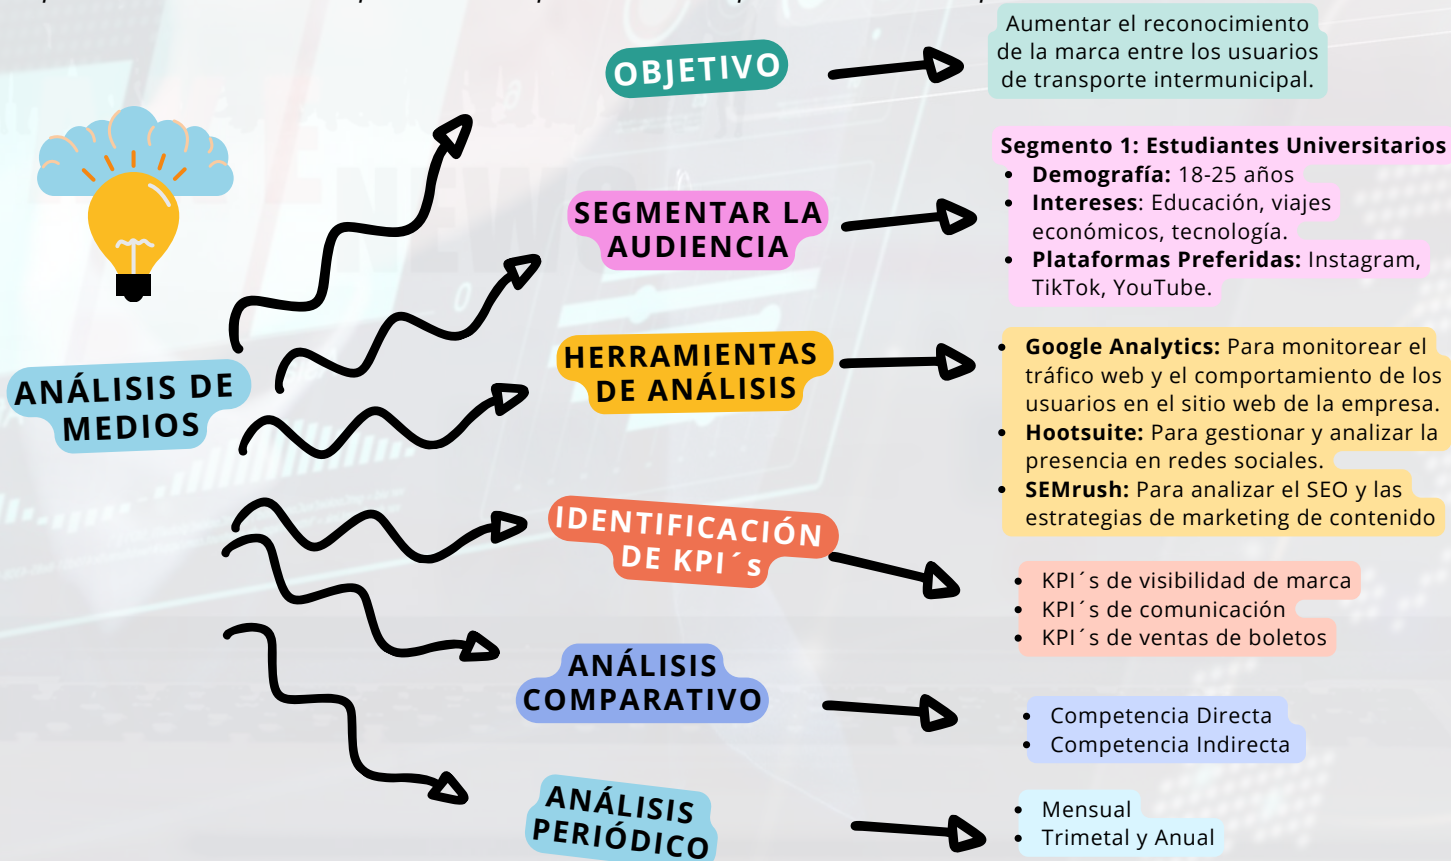 OBJETIVO
Aumentar el reconocimiento
de la marca entre los usuarios
de transporte intermunicipal.
ANÁLISIS DE
MEDIOS
SEGMENTAR LA
AUDIENCIA
Segmento 1: Estudiantes Universitarios
• Demografía: 18-25 años
• Intereses: Educación, viajes
económicos, tecnología.
• Plataformas Preferidas: Instagram,
TikTok, YouTube.
HERRAMIENTAS
DE ANÁLISIS
• Google Analytics: Para monitorear el
tráfico web y el comportamiento de los
usuarios en el sitio web de la empresa.
• Hootsuite: Para gestionar y analizar la
presencia en redes sociales.
• SEMrush: Para analizar el SEO y las
estrategias de marketing de contenido
IDENTIFICACIÓN
DE KPI´s
• KPI´s de visibilidad de marca
• KPI´s de comunicación
• KPI´s de ventas de boletos
ANÁLISIS
COMPARATIVO
• Competencia Directa
• Competencia Indirecta
ANÁLISIS
PERIÓDICO
• Mensual
• Trimetal y Anual
NEWS